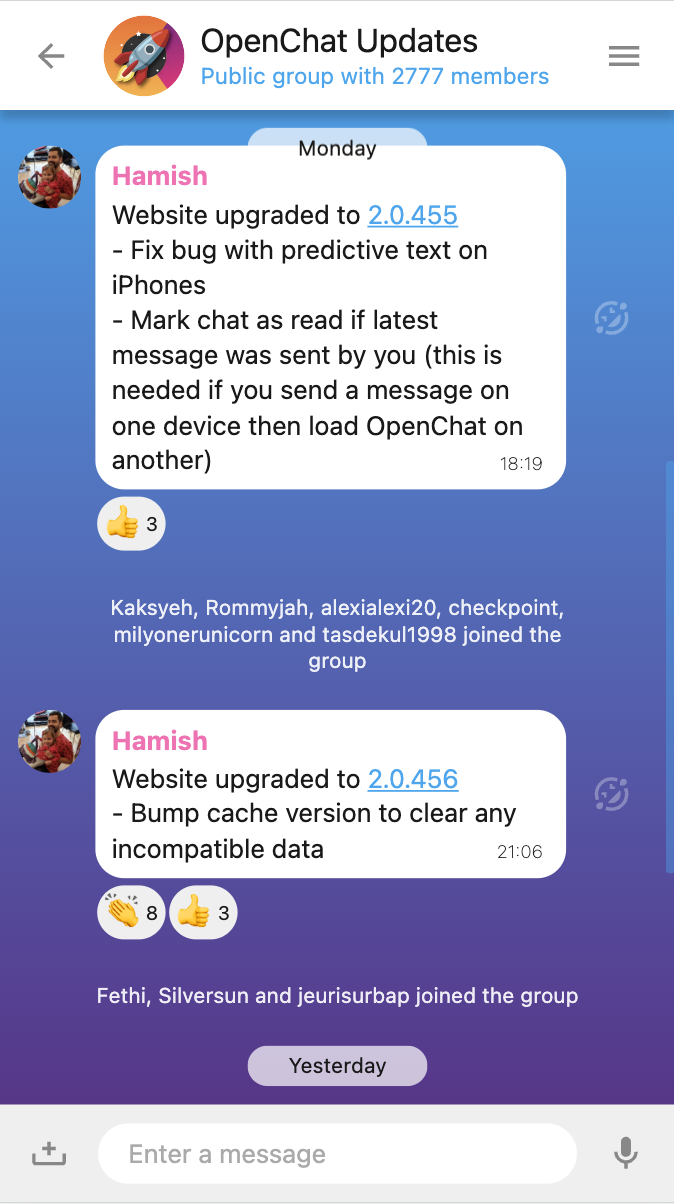 OpenChat Updates
Public group with 2777 members
Monday
Hamish
Website upgraded to 2.0.455
- Fix bug with predictive text on
iPhones
- Mark chat as read if latest
message was sent by you (this is
needed if you send a message on
one device then load OpenChat on
another)
18:19
3
Kaksyeh, Rommyjah, alexialexi20, checkpoint,
milyonerunicorn and tasdekul1998 joined the
group
Hamish
Website upgraded to 2.0.456
- Bump cache version to clear any
incompatible data
21:06
8 3
Fethi, Silversun and jeurisurbap joined the group
Yesterday
Enter a message